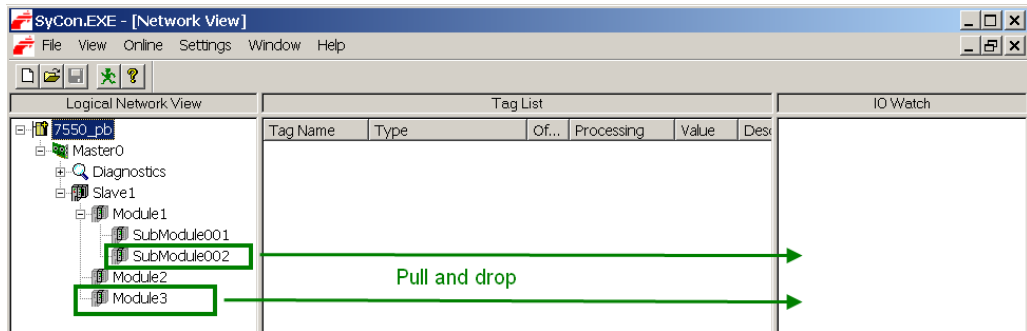 SyCon.EXE - [Network View]
File View Online Settings Window Help
Logical Network View Tag List IO Watch
Tag Name Type Of... Processing Value Desc
7550_pb
Master0
Diagnostics
Slave1
Module1
SubModule001
SubModule002
Module2
Module3
Pull and drop